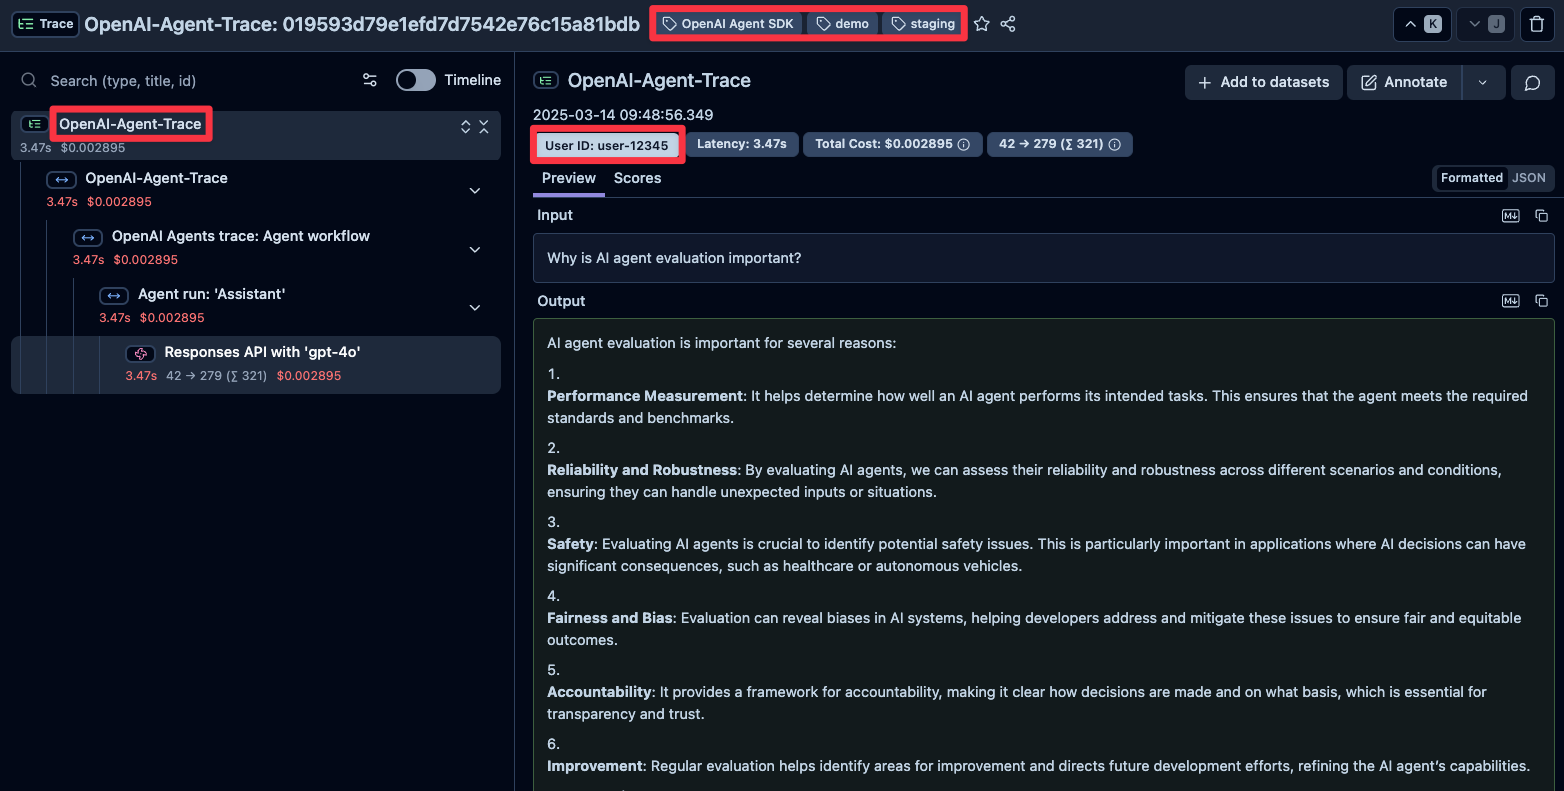 Trace OpenAI-Agent-Trace: 019593d79e1efd7d7542e76c15a81bdb OpenAI Agent SDK demo staging K J
Search (type, title, id) Timeline
OpenAI-Agent-Trace
3.47s $0.002895
OpenAI-Agent-Trace
3.47s $0.002895
OpenAI Agents trace: Agent workflow
3.47s $0.002895
Agent run: 'Assistant'
3.47s $0.002895
Responses API with 'gpt-4o'
3.47s 42 → 279 (∑ 321) $0.002895
OpenAI-Agent-Trace Add to datasets Annotate
2025-03-14 09:48:56.349
User ID: user-12345 Latency: 3.47s Total Cost: $0.002895 42 → 279 (∑ 321)
Preview Scores Formatted JSON
Input
Why is AI agent evaluation important?
Output
AI agent evaluation is important for several reasons:
1.
Performance Measurement: It helps determine how well an AI agent performs its intended tasks. This ensures that the agent meets the required
standards and benchmarks.
2.
Reliability and Robustness: By evaluating AI agents, we can assess their reliability and robustness across different scenarios and conditions,
ensuring they can handle unexpected inputs or situations.
3.
Safety: Evaluating AI agents is crucial to identify potential safety issues. This is particularly important in applications where AI decisions can have
significant consequences, such as healthcare or autonomous vehicles.
4.
Fairness and Bias: Evaluation can reveal biases in AI systems, helping developers address and mitigate these issues to ensure fair and equitable
outcomes.
5.
Accountability: It provides a framework for accountability, making it clear how decisions are made and on what basis, which is essential for
transparency and trust.
6.
Improvement: Regular evaluation helps identify areas for improvement and directs future development efforts, refining the AI agent's capabilities.